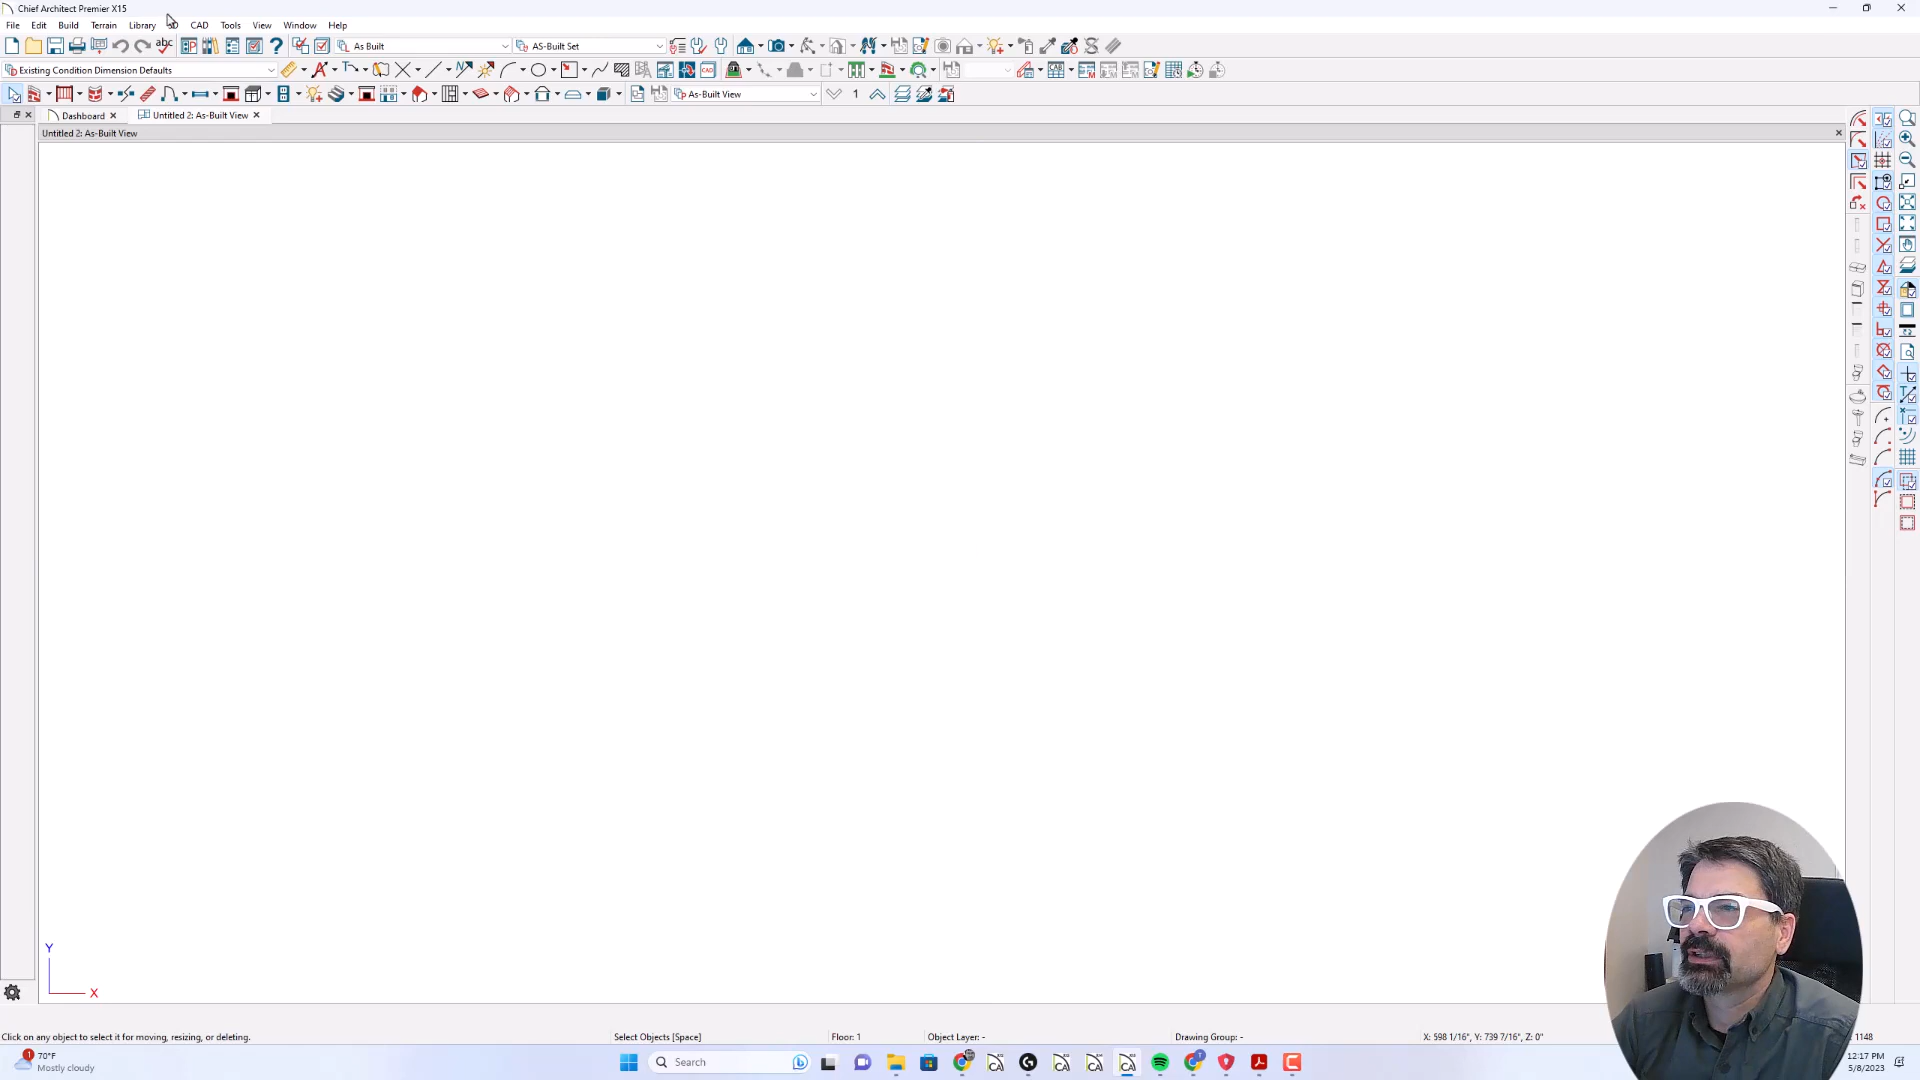 Chief Architect Premier X15
File Edit Build Terrain Library 3D CAD Tools View Window Help
abc As Built AS-Built Set
Existing Condition Dimension Defaults
As-Built View 1
Dashboard Untitled 2: As-Built View
Untitled 2: As-Built View
Y
X
Click on any object to select it for moving, resizing, or deleting. Select Objects [Space] Floor: 1 Object Layer: - Drawing Group: - X: 598 1/16", Y: 739 7/16", Z: 0" 1148
1 70°F
Mostly cloudy
Search
12:17 PM
5/8/2023